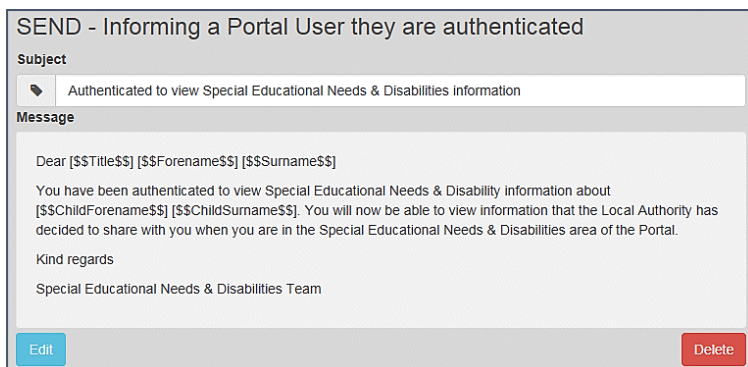 SEND - Informing a Portal User they are authenticated
Subject
Authenticated to view Special Educational Needs & Disabilities information
Message
Dear [$$Title$$] [$$Forename$$] [$$Surname$$]
You have been authenticated to view Special Educational Needs & Disability information about
[$$ChildForename$$] [$$ChildSurname$$]. You will now be able to view information that the Local Authority has
decided to share with you when you are in the Special Educational Needs & Disabilities area of the Portal.
Kind regards
Special Educational Needs & Disabilities Team
Edit
Delete